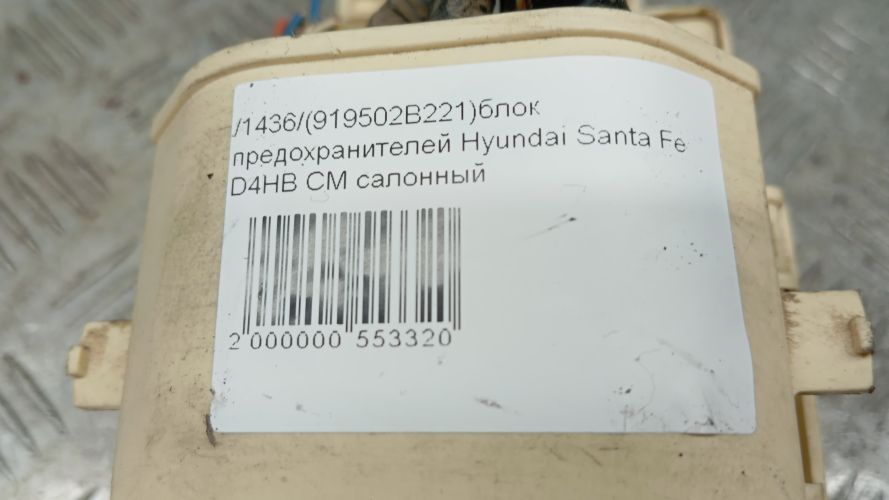 /1436/(919502B221)блок
предохранителей Hyundai Santa Fe
D4HB CM салонный
2 000000 553320